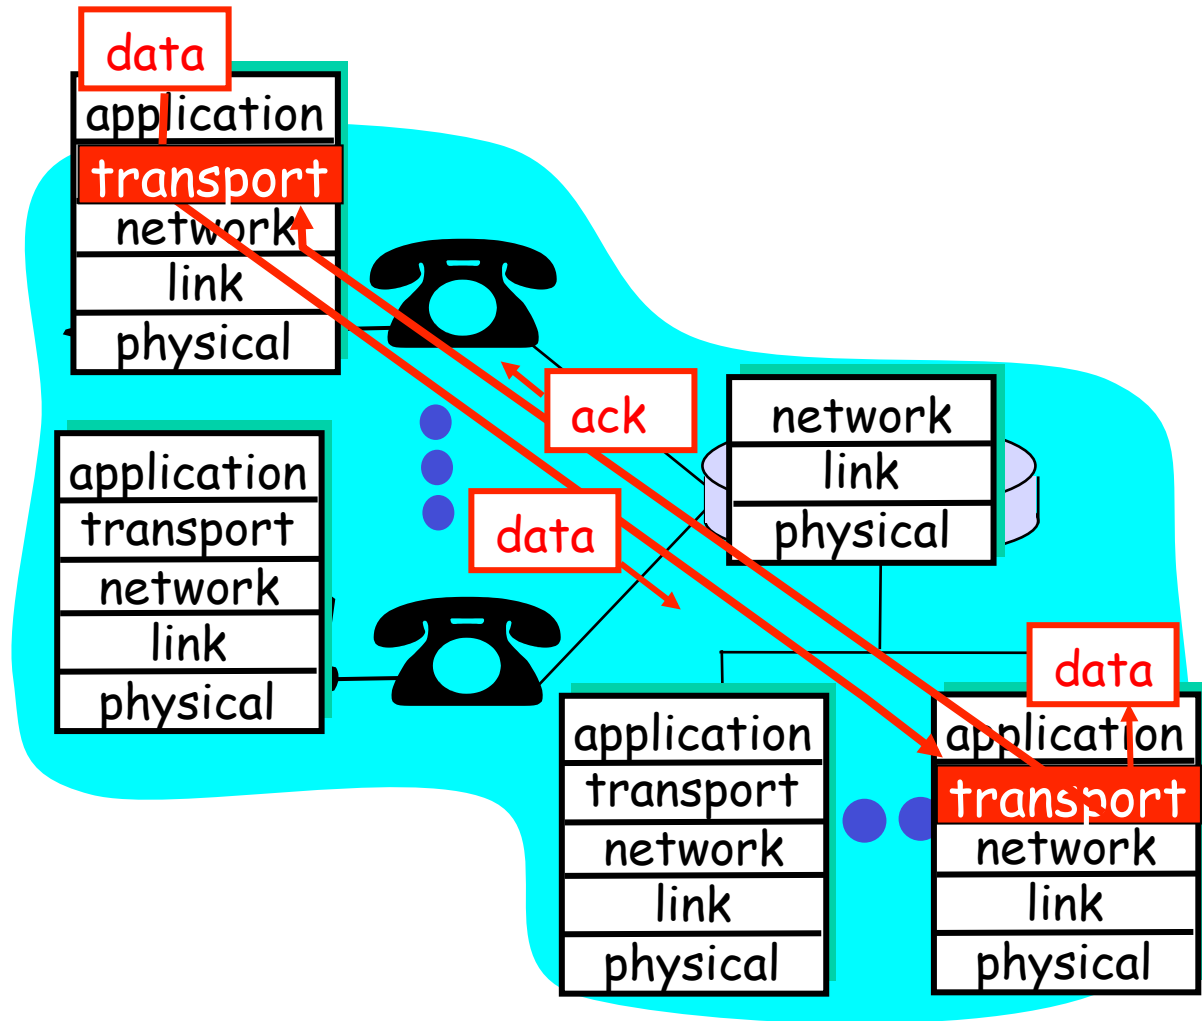 data
application
transport
network
link
physical
ack
network
link
physical
application
transport
network
link
physical
data
data
application
transport
network
link
physical
application
transport
network
link
physical